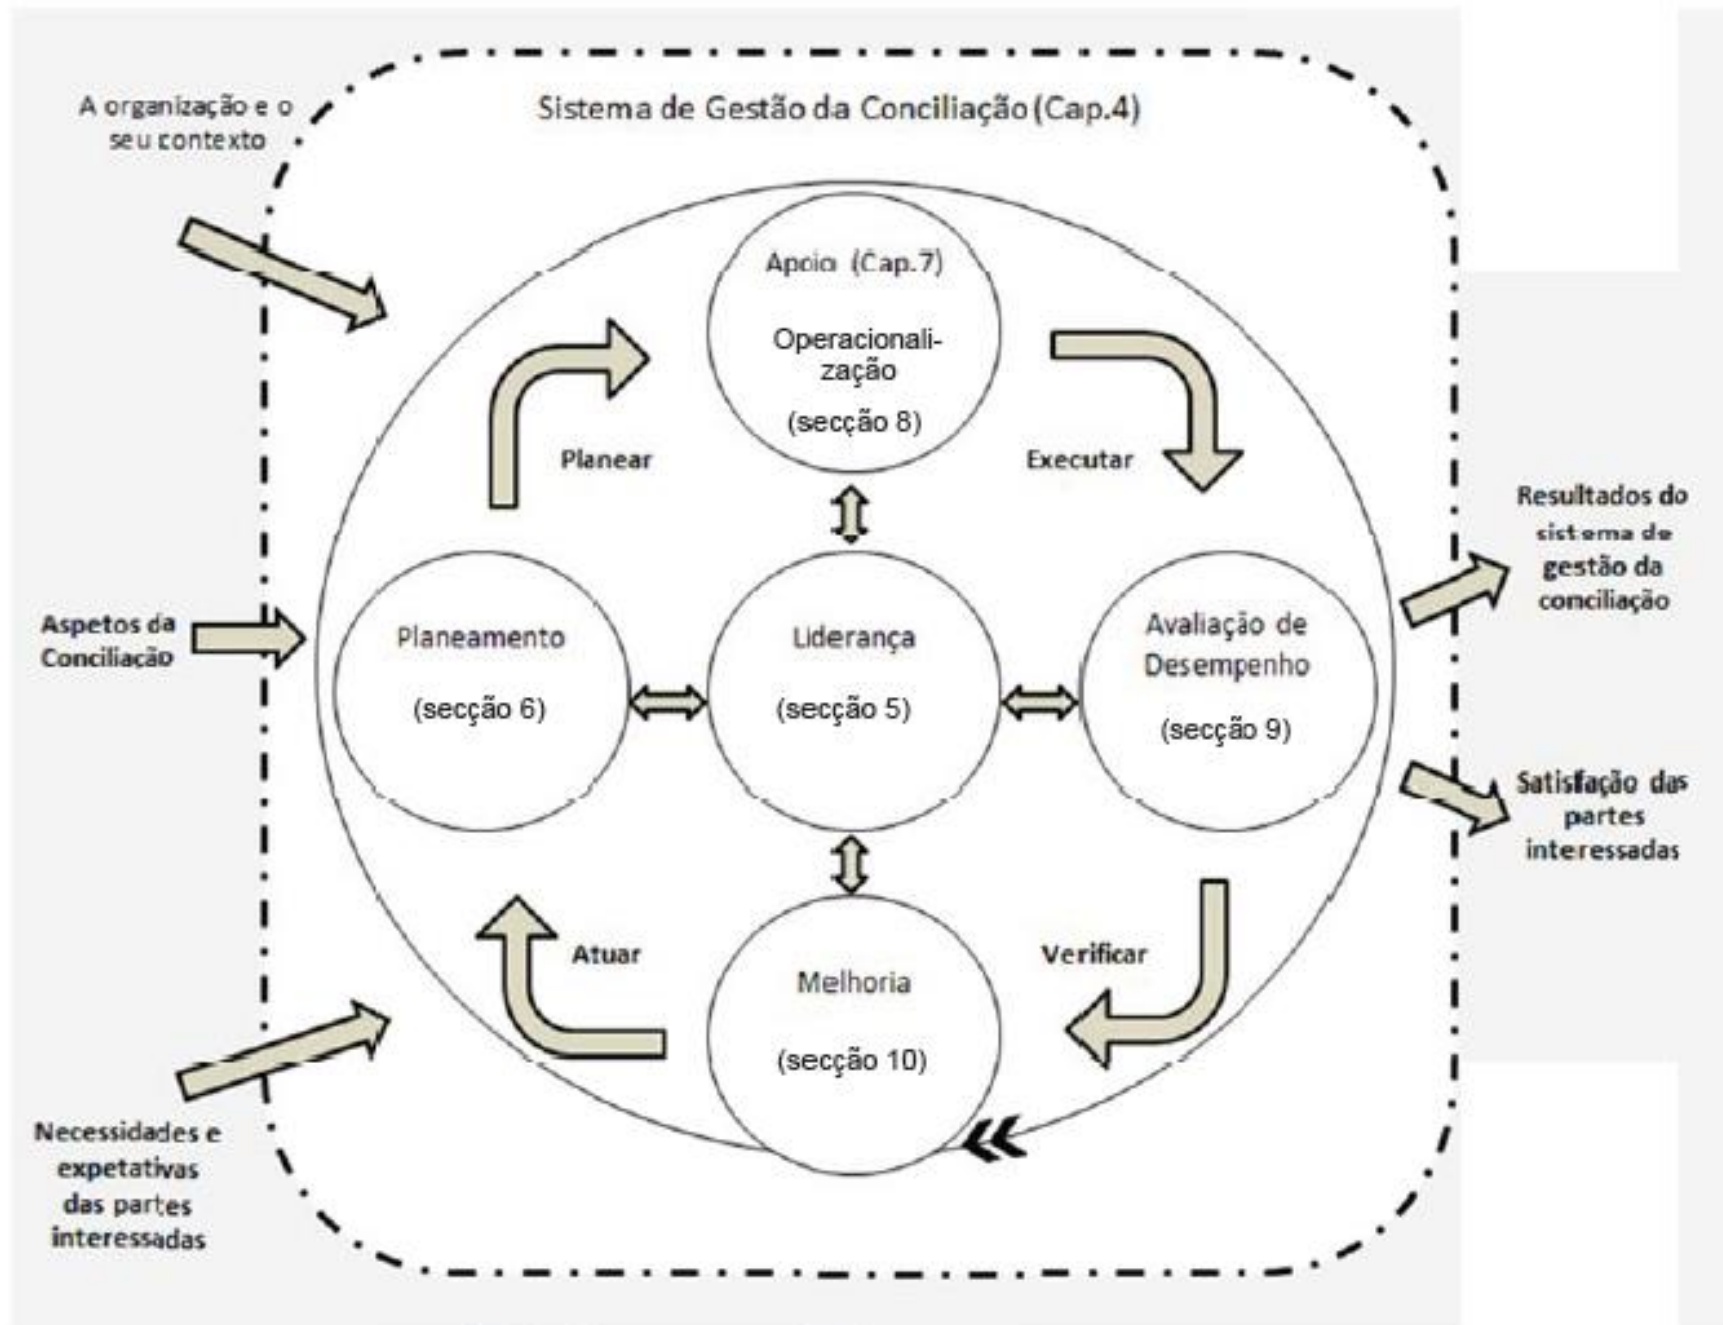 Sistema de Gestão da Conciliação (Cap.4)
A organização e o
seu contexto
Apoio (Cap.7)
Operacionali-
zação
(secção 8)
Planear
Executar
Aspetos da
Conciliação
Planeamento
(secção 6)
Liderança
(secção 5)
Avaliação de
Desempenho
(secção 9)
Resultados do
sistema de
gestão da
conciliação
Satisfação das
partes
interessadas
Atuar
Verificar
Melhoria
(secção 10)
Necessidades e
expetativas
das partes
interessadas